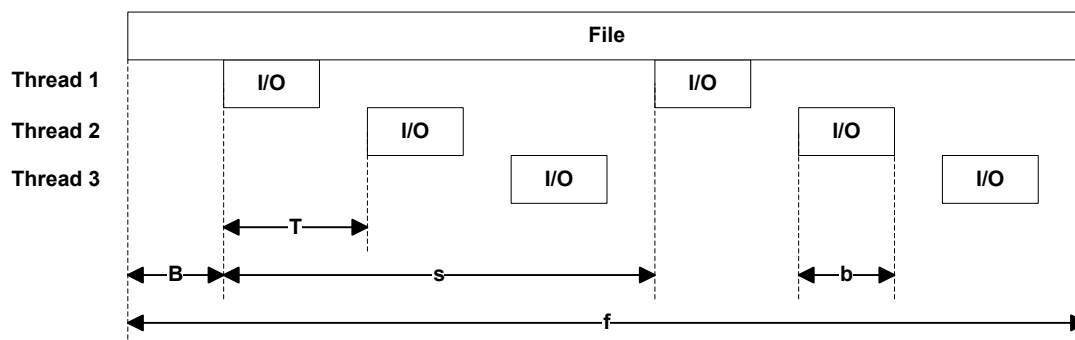 File
Thread 1 I/O I/O
Thread 2 I/O I/O
Thread 3 I/O I/O
T
B s b
f